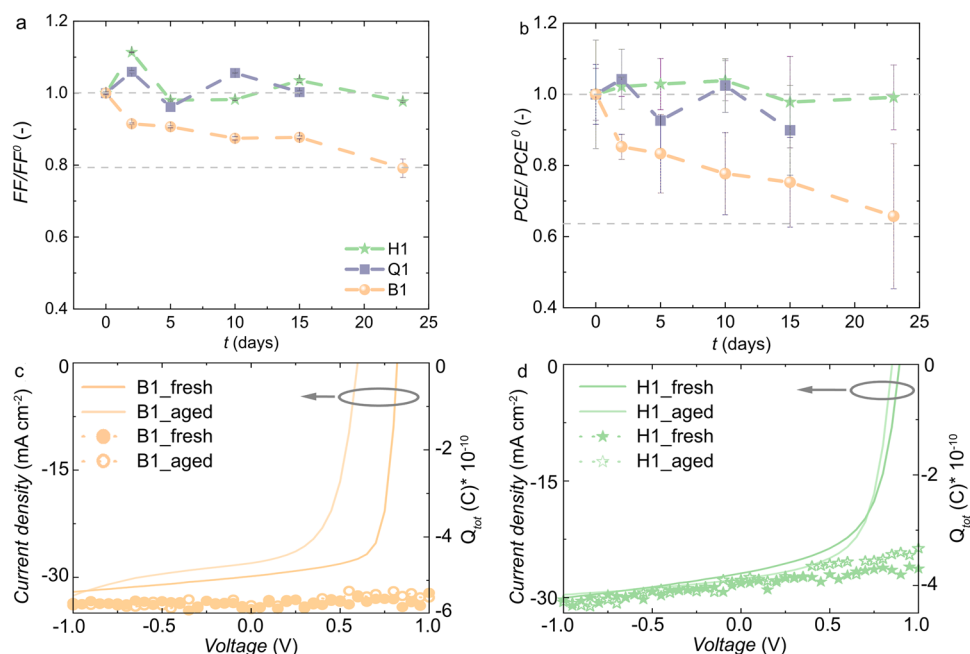 a
1.2
1.0
0.8
0.6
0.4
FF/FF⁰ (-)
H1
Q1
B1
0 5 10 15 20 25
t (days)
b
1.2
1.0
0.8
0.6
0.4
PCE/ PCE⁰ (-)
0 5 10 15 20 25
t (days)
c
0
-15
-30
Current density (mA cm⁻²)
B1_fresh
B1_aged
B1_fresh
B1_aged
0
-2
-4
-6
Qtot (C)* 10⁻¹⁰
-1.0 -0.5 0.0 0.5 1.0
Voltage (V)
d
0
-15
-30
Current density (mA cm⁻²)
H1_fresh
H1_aged
H1_fresh
H1_aged
0
-2
-4
Qtot (C)* 10⁻¹⁰
-1.0 -0.5 0.0 0.5 1.0
Voltage (V)